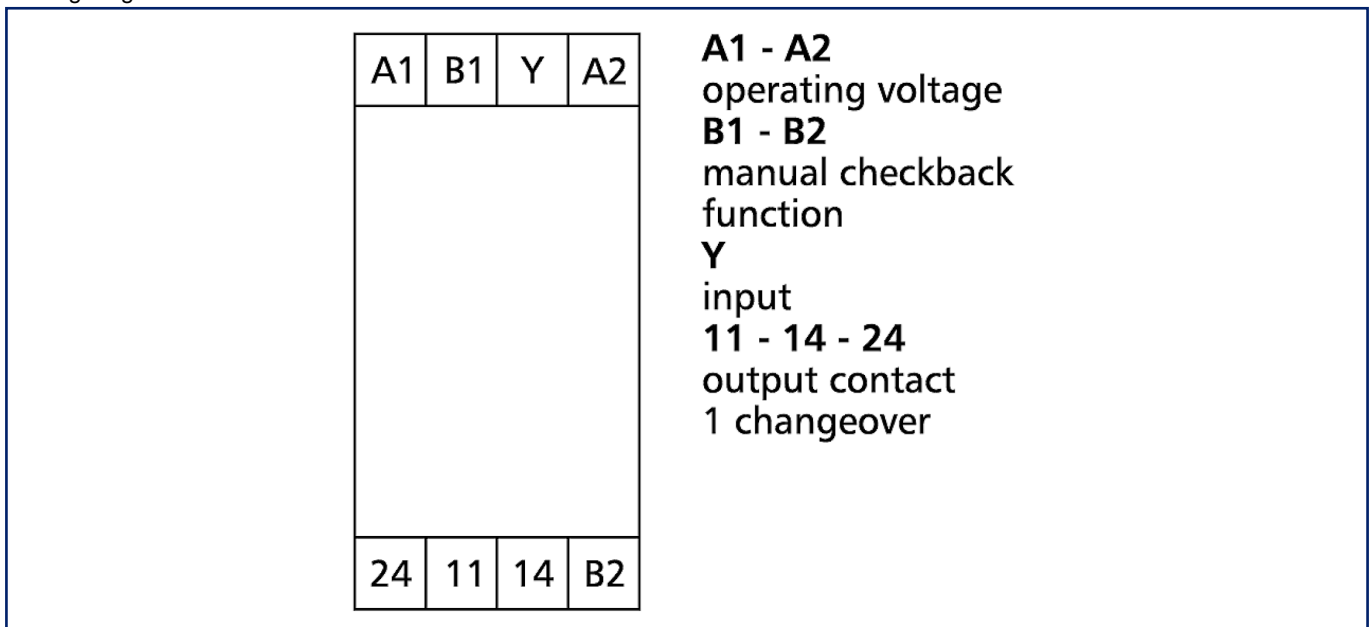 A1 B1 Y A2
24 11 14 B2
A1 - A2
operating voltage
B1 - B2
manual checkback
function
Y
input
11 - 14 - 24
output contact
1 changeover